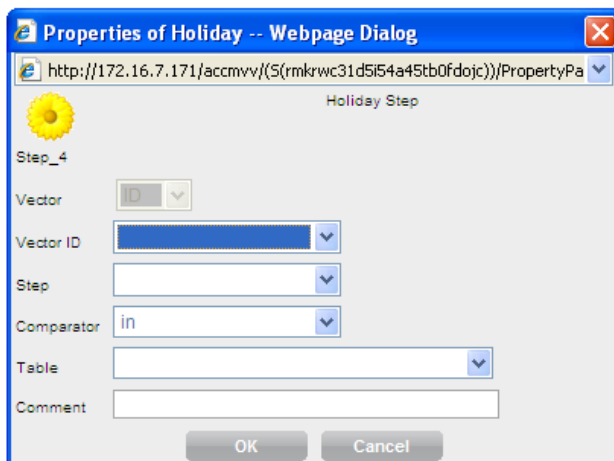 Properties of Holiday -- Webpage Dialog
http://172.16.7.171/accmvv/(S(rmkrwc31d5i54a45tb0fdojc))/PropertyPa
Holiday Step
Step_4
Vector ID
Vector ID
Step
Comparator in
Table
Comment
OK Cancel